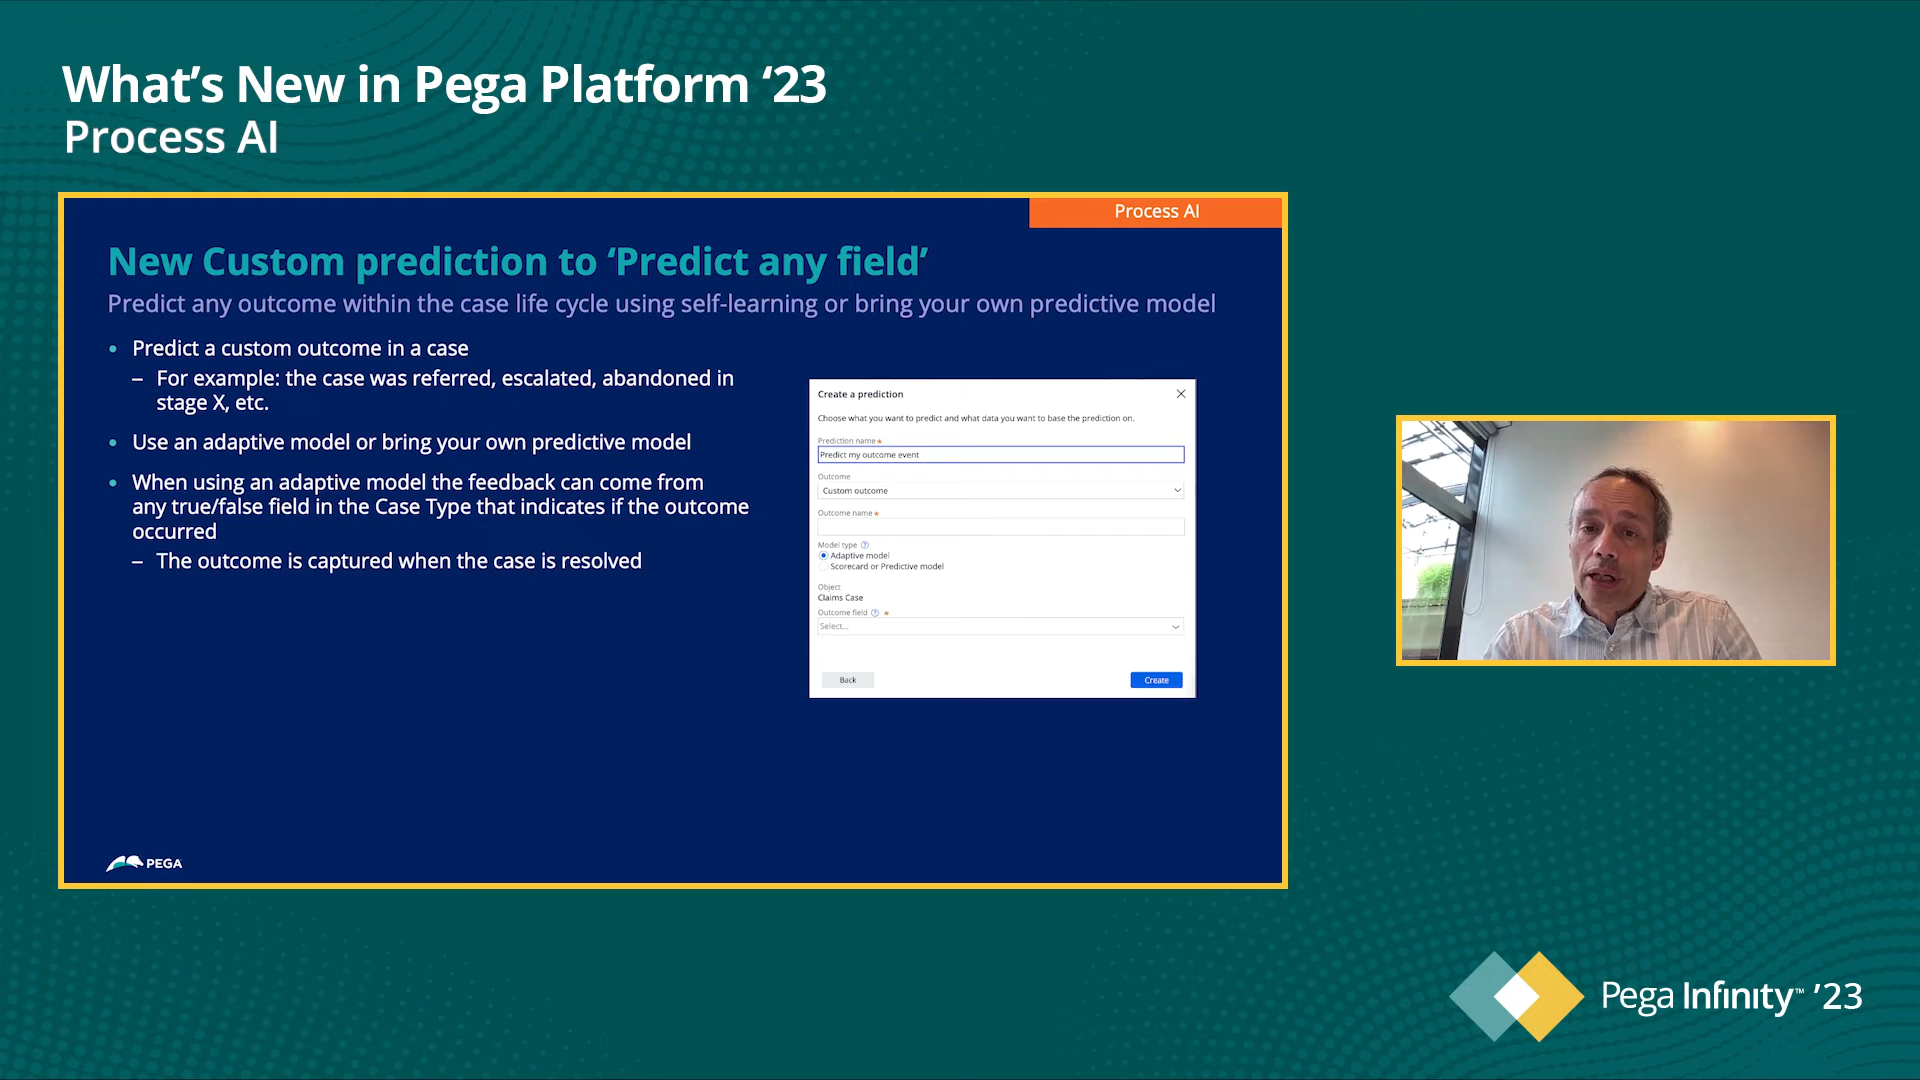 What's New in Pega Platform ‘23
Process AI
Process AI
New Custom prediction to ‘Predict any field’
Predict any outcome within the case life cycle using self-learning or bring your own predictive model
• Predict a custom outcome in a case
– For example: the case was referred, escalated, abandoned in
stage X, etc.
• Use an adaptive model or bring your own predictive model
• When using an adaptive model the feedback can come from
any true/false field in the Case Type that indicates if the outcome
occurred
– The outcome is captured when the case is resolved
Create a prediction
Choose what you want to predict and what data you want to base the prediction on.
Prediction name ★
Predict my outcome event
Outcome
Custom outcome
Outcome name ★
Model type ?
Adaptive model
Scorecard or Predictive model
Object
Claims Case
Outcome field ? ★
Select...
Back
Create
PEGA
Pega Infinity™ ’23